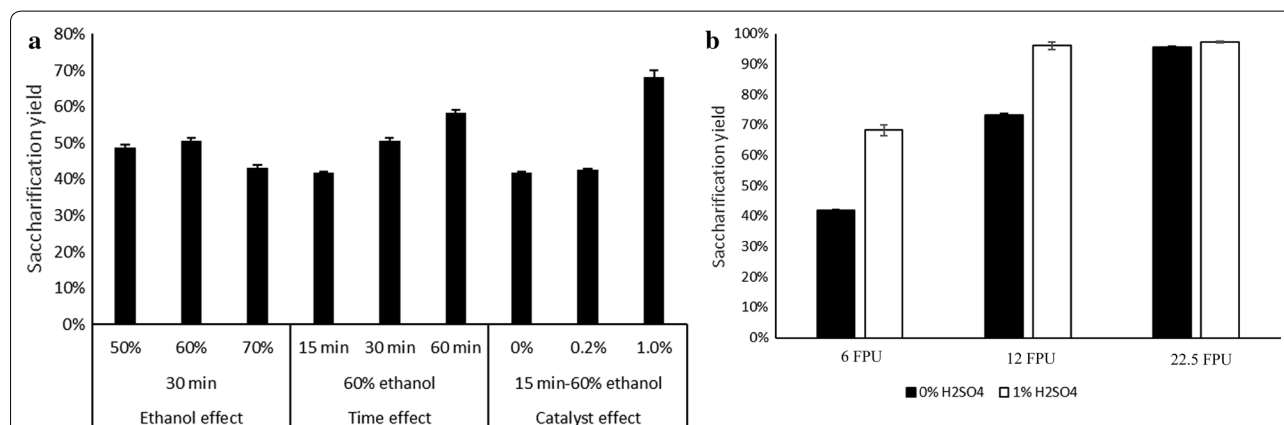 a
Saccharification yield
80%
70%
60%
50%
40%
30%
20%
10%
0%
50% 60% 70% 15 min 30 min 60 min 0% 0.2% 1.0%
30 min 60% ethanol 15 min-60% ethanol
Ethanol effect Time effect Catalyst effect
b
Saccharification yield
100%
90%
80%
70%
60%
50%
40%
30%
20%
10%
0%
6 FPU 12 FPU 22.5 FPU
0% H2SO4 1% H2SO4